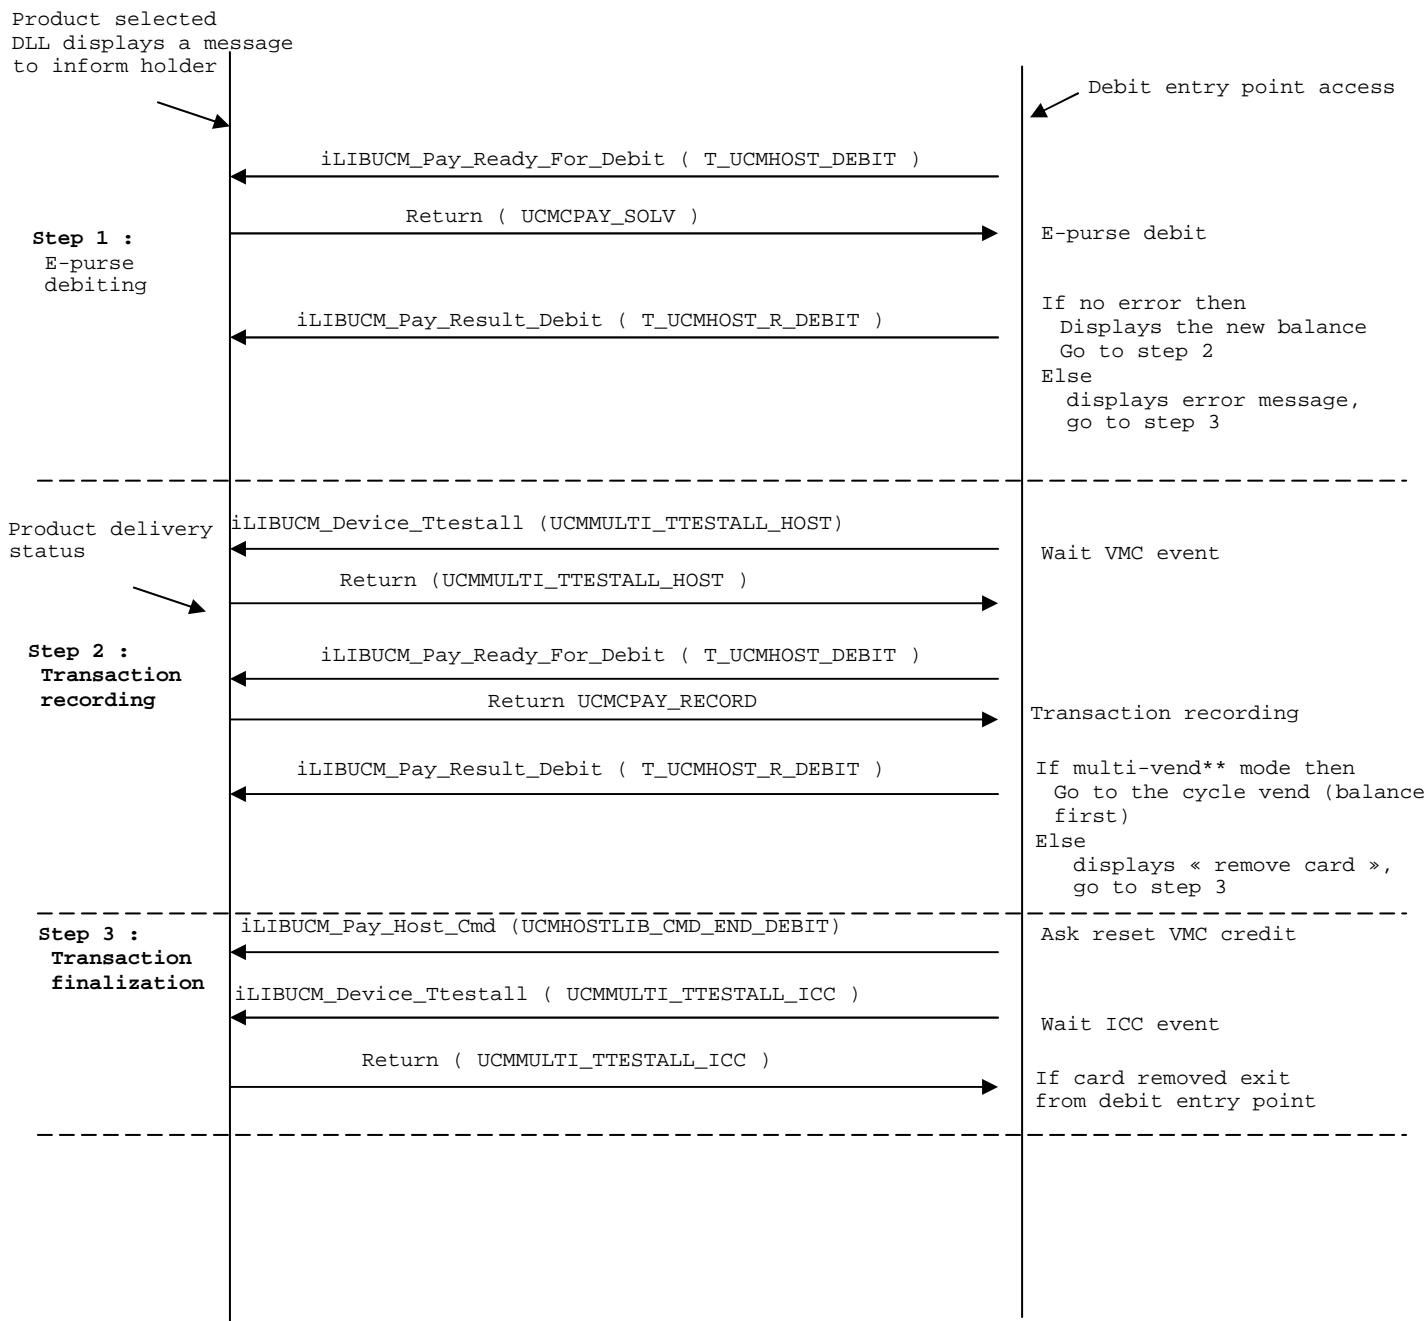 Product selected
DLL displays a message
to inform holder
Debit entry point access
iLIBUCM_Pay_Ready_For_Debit ( T_UCMHOST_DEBIT )
Return ( UCMCPAY_SOLV )
Step 1 :
E-purse
debiting
E-purse debit
iLIBUCM_Pay_Result_Debit ( T_UCMHOST_R_DEBIT )
If no error then
Displays the new balance
Go to step 2
Else
displays error message,
go to step 3
Product delivery
status
iLIBUCM_Device_Ttestall (UCMMULTI_TTESTALL_HOST)
Wait VMC event
Return (UCMMULTI_TTESTALL_HOST )
Step 2 :
Transaction
recording
iLIBUCM_Pay_Ready_For_Debit ( T_UCMHOST_DEBIT )
Return UCMCPAY_RECORD
Transaction recording
iLIBUCM_Pay_Result_Debit ( T_UCMHOST_R_DEBIT )
If multi-vend** mode then
Go to the cycle vend (balance
first)
Else
displays « remove card »,
go to step 3
Step 3 :
Transaction
finalization
iLIBUCM_Pay_Host_Cmd (UCMHOSTLIB_CMD_END_DEBIT)
Ask reset VMC credit
iLIBUCM_Device_Ttestall ( UCMMULTI_TTESTALL_ICC )
Wait ICC event
Return ( UCMMULTI_TTESTALL_ICC )
If card removed exit
from debit entry point